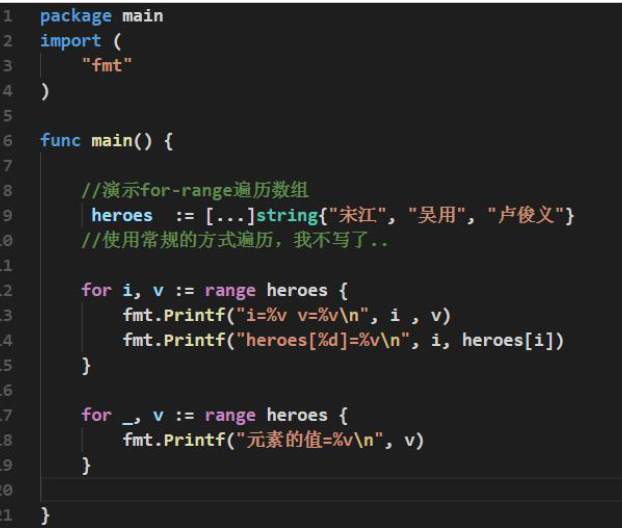 1 package main
2 import (
3 "fmt"
4 )
5
6 func main() {
7
8 //演示for-range遍历数组
9 heroes := [...]string{"宋江", "吴用", "卢俊义"}
10 //使用常规的方式遍历，我不写了..
11
12 for i, v := range heroes {
13 fmt.Printf("i=%v v=%v\n", i , v)
14 fmt.Printf("heroes[%d]=%v\n", i, heroes[i])
15 }
16
17 for _, v := range heroes {
18 fmt.Printf("元素的值=%v\n", v)
19 }
20
21 }